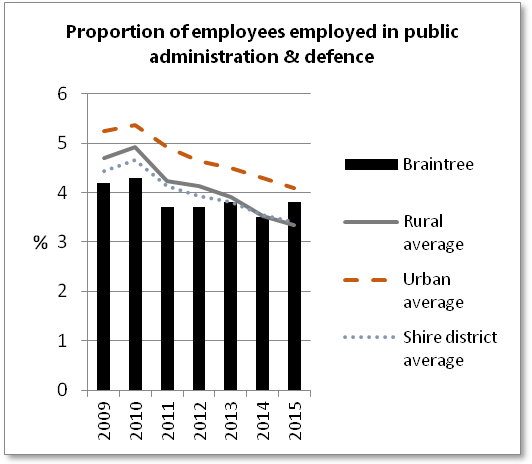 Proportion of employees employed in public
administration & defence
6
5
4
3
2
1
0
%
2009
2010
2011
2012
2013
2014
2015
Braintree
Rural
average
Urban
average
Shire district
average